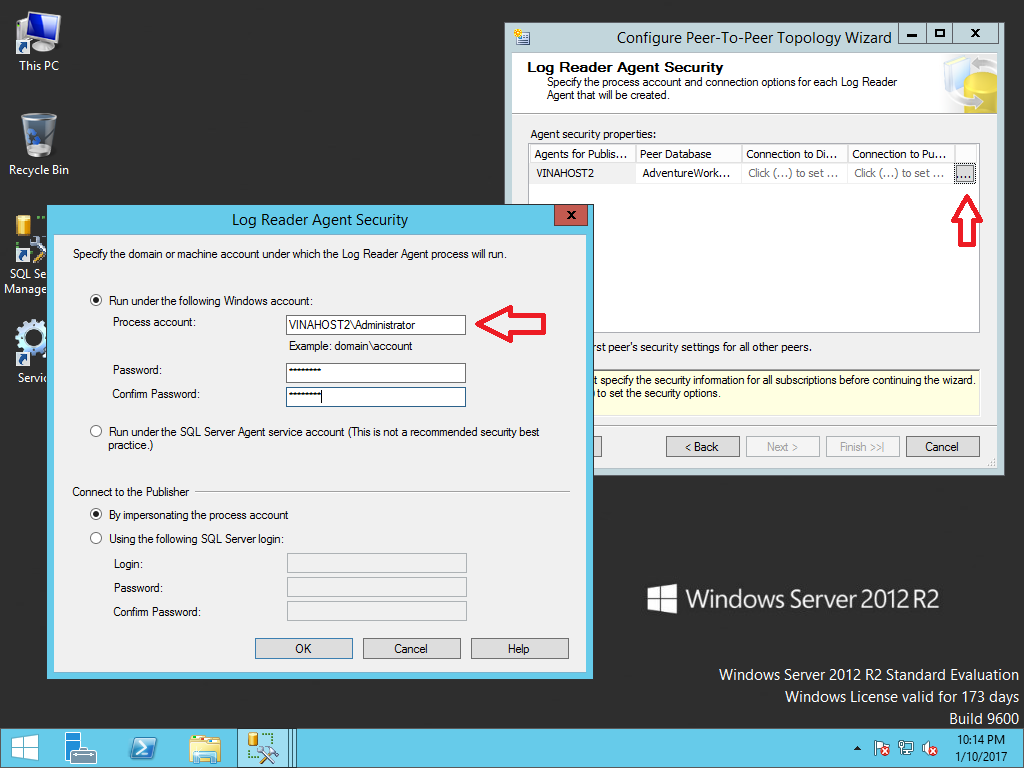 This PC
Recycle Bin
SQL Se
Manage
Servic
Configure Peer-To-Peer Topology Wizard
Log Reader Agent Security
Specify the process account and connection options for each Log Reader
Agent that will be created.
Agent security properties:
Agents for Publis... Peer Database Connection to Di... Connection to Pu...
VINAHOST2 AdventureWork... Click (...) to set ... Click (...) to set ... ...
rst peer's security settings for all other peers.
t specify the security information for all subscriptions before continuing the wizard.
) to set the security options.
< Back Next > Finish >>| Cancel
Log Reader Agent Security
Specify the domain or machine account under which the Log Reader Agent process will run.
Run under the following Windows account:
Process account: VINAHOST2\Administrator
Example: domain\account
Password: ********
Confirm Password: ********
Run under the SQL Server Agent service account (This is not a recommended security best
practice.)
Connect to the Publisher
By impersonating the process account
Using the following SQL Server login:
Login:
Password:
Confirm Password:
OK Cancel Help
Windows Server 2012 R2
Windows Server 2012 R2 Standard Evaluation
Windows License valid for 173 days
Build 9600
10:14 PM
1/10/2017